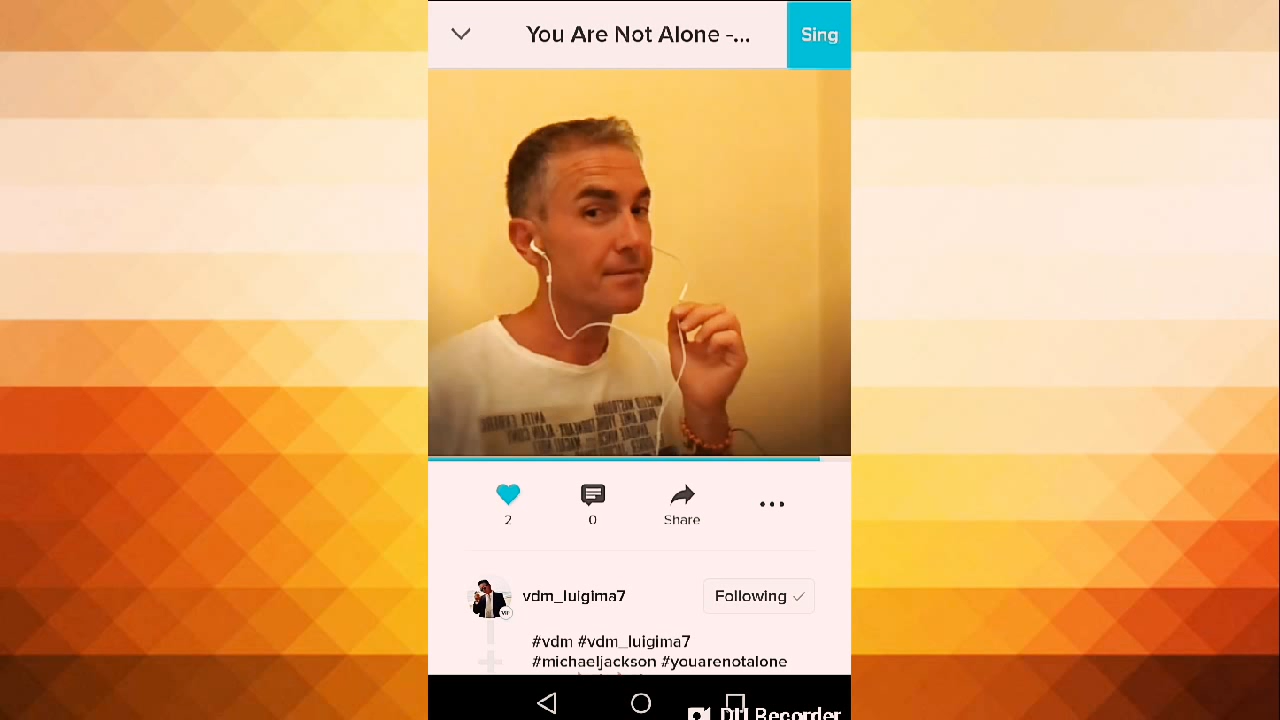 You Are Not Alone -...
Sing
2
0
Share
vdm_luigima7
Following
#vdm #vdm_luigima7
#michaeljackson #youarenotalone
DU Recorder